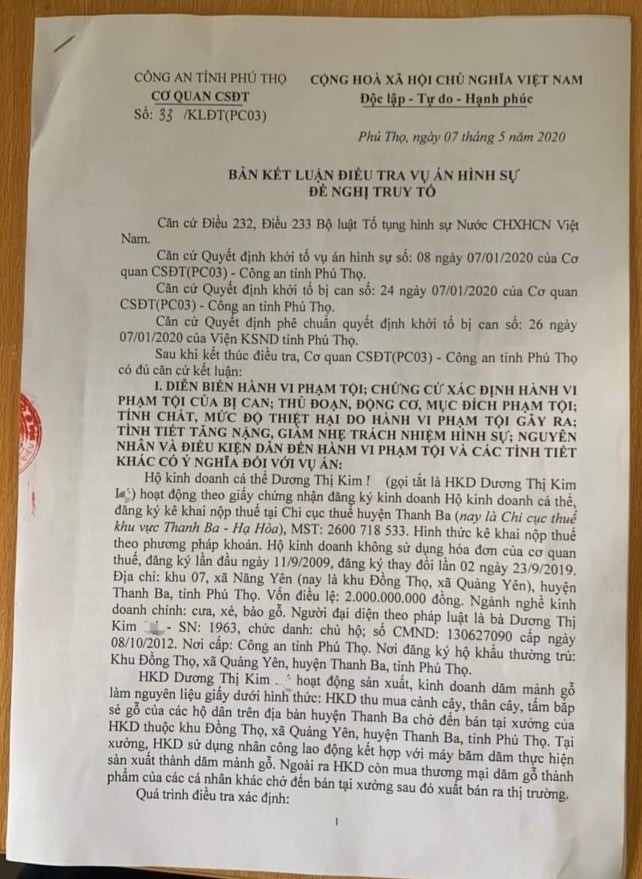 CÔNG AN TỈNH PHÚ THỌ
CƠ QUAN CSĐT
Số: 33 /KLĐT(PC03)
CỘNG HOÀ XÃ HỘI CHỦ NGHĨA VIỆT NAM
Độc lập - Tự do - Hạnh phúc
Phú Thọ, ngày 07 tháng 5 năm 2020
BẢN KẾT LUẬN ĐIỀU TRA VỤ ÁN HÌNH SỰ
ĐỀ NGHỊ TRUY TỐ
Căn cứ Điều 232, Điều 233 Bộ luật Tố tụng hình sự Nước CHXHCN Việt
Nam.
Căn cứ Quyết định khởi tố vụ án hình sự số: 08 ngày 07/01/2020 của Cơ
quan CSĐT(PC03) - Công an tỉnh Phú Thọ.
Căn cứ Quyết định khởi tố bị can số: 24 ngày 07/01/2020 của Cơ quan
CSĐT(PC03) - Công an tỉnh Phú Thọ.
Căn cứ Quyết định phê chuẩn quyết định khởi tố bị can số: 26 ngày
07/01/2020 của Viện KSND tỉnh Phú Thọ.
Sau khi kết thúc điều tra, Cơ quan CSĐT(PC03) - Công an tỉnh Phú Thọ
có đủ căn cứ kết luận:
I. DIỄN BIẾN HÀNH VI PHẠM TỘI; CHỨNG CỨ XÁC ĐỊNH HÀNH VI
PHẠM TỘI CỦA BỊ CAN; THỦ ĐOẠN, ĐỘNG CƠ, MỤC ĐÍCH PHẠM TỘI;
TÍNH CHẤT, MỨC ĐỘ THIỆT HẠI DO HÀNH VI PHẠM TỘI GÂY RA;
TÌNH TIẾT TĂNG NẶNG, GIẢM NHẸ TRÁCH NHIỆM HÌNH SỰ; NGUYÊN
NHÂN VÀ ĐIỀU KIỆN DẪN ĐẾN HÀNH VI PHẠM TỘI VÀ CÁC TÌNH TIẾT
KHÁC CÓ Ý NGHĨA ĐỐI VỚI VỤ ÁN:
Hộ kinh doanh cá thể Dương Thị Kim (gọi tắt là HKD Dương Thị Kim
) hoạt động theo giấy chứng nhận đăng ký kinh doanh Hộ kinh doanh cá thể,
đăng ký kê khai nộp thuế tại Chi cục thuế huyện Thanh Ba (nay là Chi cục thuế
khu vực Thanh Ba - Hạ Hòa), MST: 2600 718 533. Hình thức kê khai nộp thuế
theo phương pháp khoán. Hộ kinh doanh không sử dụng hóa đơn của cơ quan
thuế, đăng ký lần đầu ngày 11/9/2009, đăng ký thay đổi lần 02 ngày 23/9/2019.
Địa chỉ: khu 07, xã Năng Yên (nay là khu Đồng Thọ, xã Quảng Yên), huyện
Thanh Ba, tỉnh Phú Thọ. Vốn điều lệ: 2.000.000.000 đồng. Ngành nghề kinh
doanh chính: cưa, xẻ, bào gỗ. Người đại diện theo pháp luật là bà Dương Thị
Kim - SN: 1963, chức danh: chủ hộ; số CMND: 130627090 cấp ngày
08/10/2012. Nơi cấp: Công an tỉnh Phú Thọ. Nơi đăng ký hộ khẩu thường trú:
Khu Đồng Thọ, xã Quảng Yên, huyện Thanh Ba, tỉnh Phú Thọ.
HKD Dương Thị Kim hoạt động sản xuất, kinh doanh dăm mảnh gỗ
làm nguyên liệu giấy dưới hình thức: HKD thu mua cành cây, thân cây, tấm bắp
sẻ gỗ của các hộ dân trên địa bàn huyện Thanh Ba chở đến bán tại xưởng của
HKD thuộc khu Đồng Thọ, xã Quảng Yên, huyện Thanh Ba, tỉnh Phú Thọ. Tại
xưởng, HKD sử dụng nhân công lao động kết hợp với máy băm dăm thực hiện
sản xuất thành dăm mảnh gỗ. Ngoài ra HKD còn mua thương mại dăm gỗ thành
phẩm của các cá nhân khác chở đến bán tại xưởng sau đó xuất bán ra thị trường.
Quá trình điều tra xác định:
1